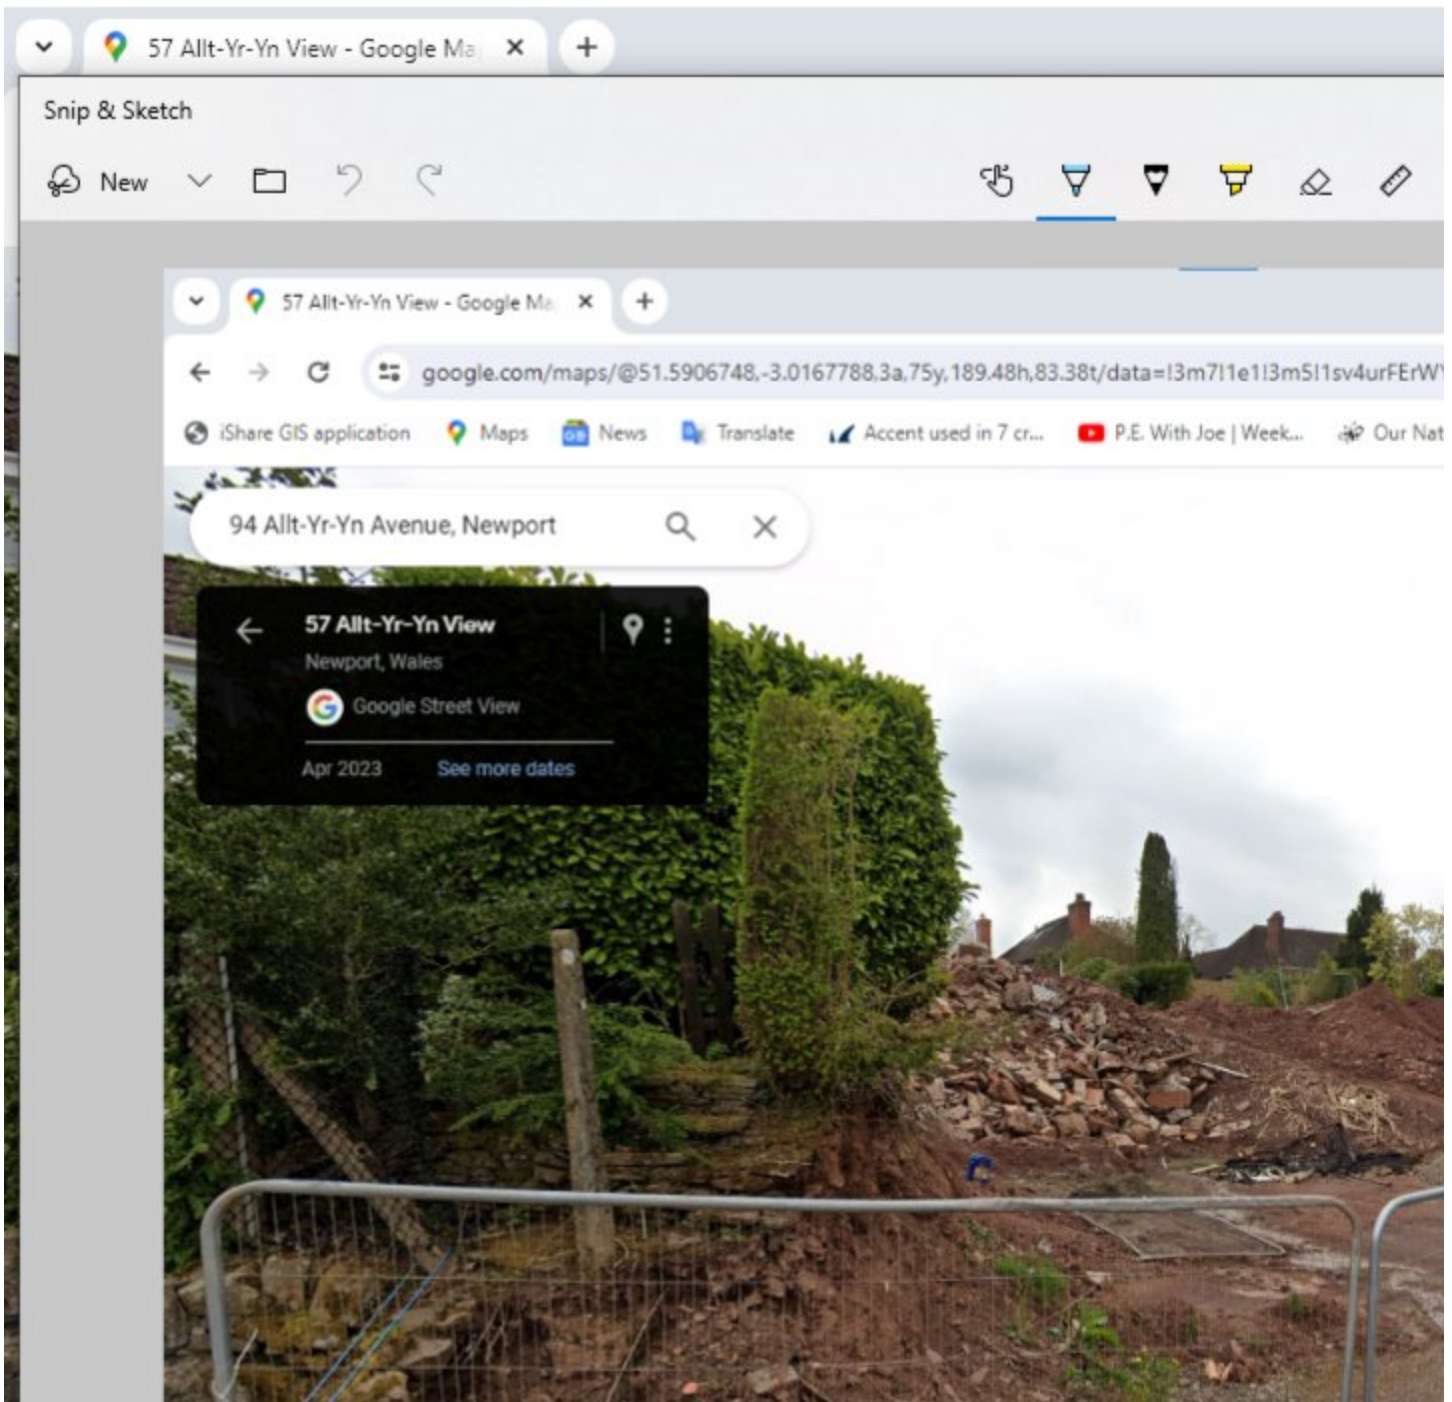 57 Allt-Yr-Yn View - Google Ma
Snip & Sketch
New
57 Allt-Yr-Yn View - Google Ma
google.com/maps/@51.5906748,-3.0167788,3a,75y,189.48h,83.38t/data=!3m7!1e1!3m5!1sv4urFErWY
iShare GIS application Maps GB News Translate Accent used in 7 cr... P.E. With Joe | Week... Our Nat
94 Allt-Yr-Yn Avenue, Newport
57 Allt-Yr-Yn View
Newport, Wales
Google Street View
Apr 2023 See more dates